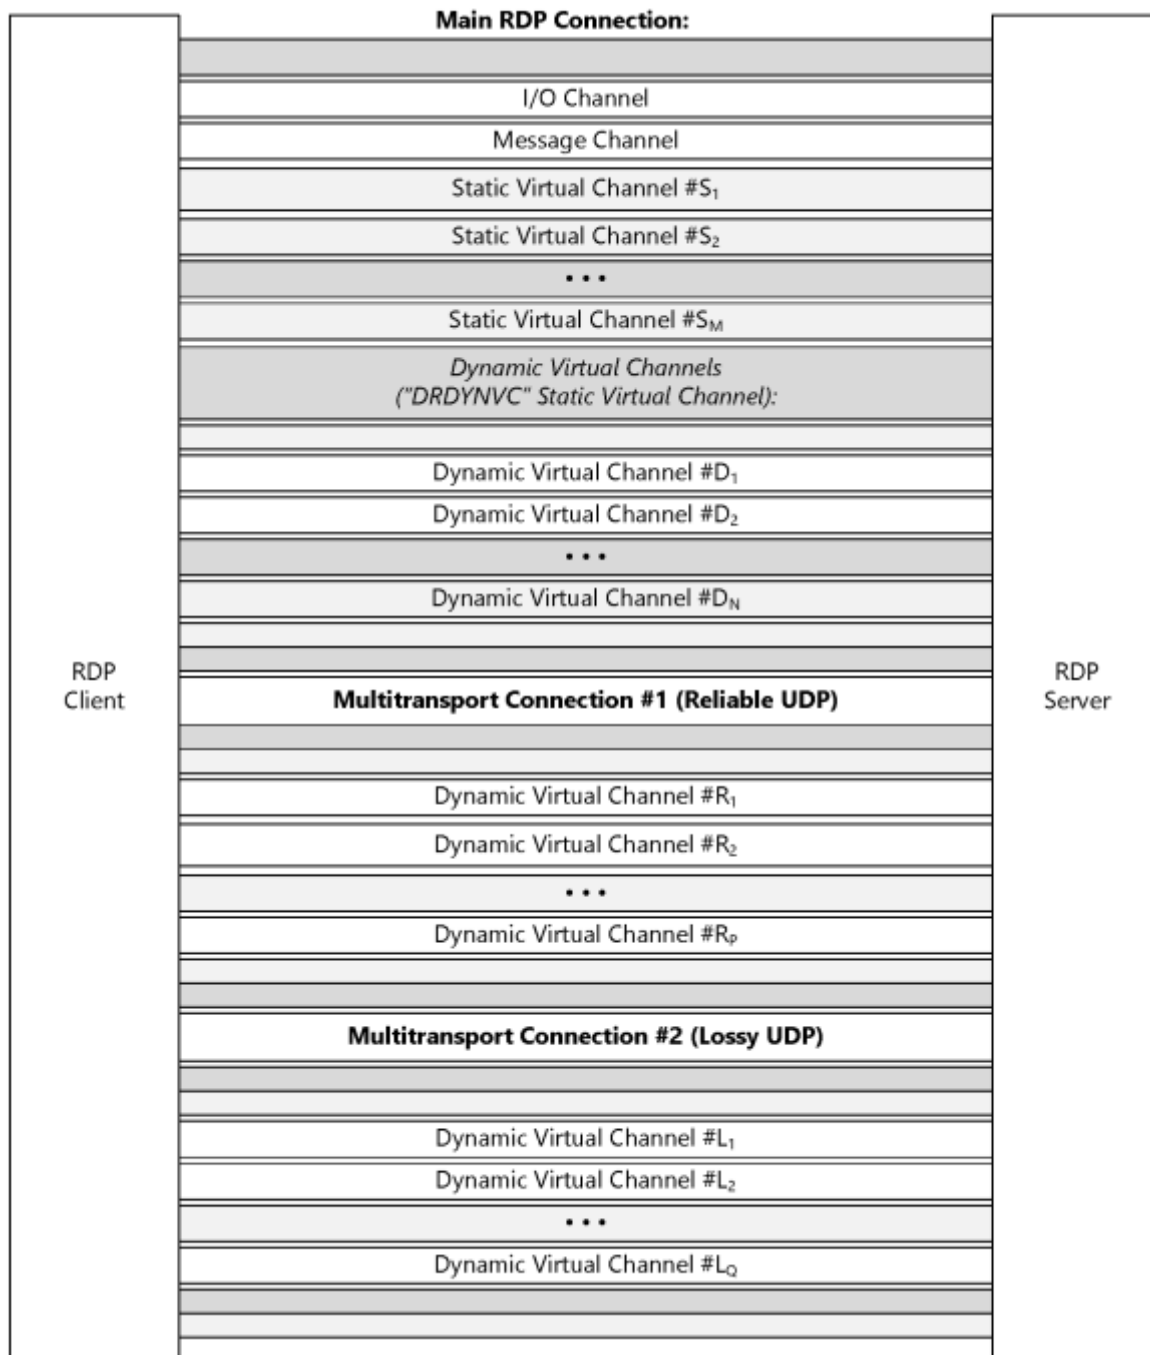 Main RDP Connection:
I/O Channel
Message Channel
Static Virtual Channel #S₁
Static Virtual Channel #S₂
• • •
Static Virtual Channel #Sₘ
Dynamic Virtual Channels
("DRDYNVC" Static Virtual Channel):
Dynamic Virtual Channel #D₁
Dynamic Virtual Channel #D₂
• • •
Dynamic Virtual Channel #D_N
RDP
Client
RDP
Server
Multitransport Connection #1 (Reliable UDP)
Dynamic Virtual Channel #R₁
Dynamic Virtual Channel #R₂
• • •
Dynamic Virtual Channel #R_P
Multitransport Connection #2 (Lossy UDP)
Dynamic Virtual Channel #L₁
Dynamic Virtual Channel #L₂
• • •
Dynamic Virtual Channel #L_Q